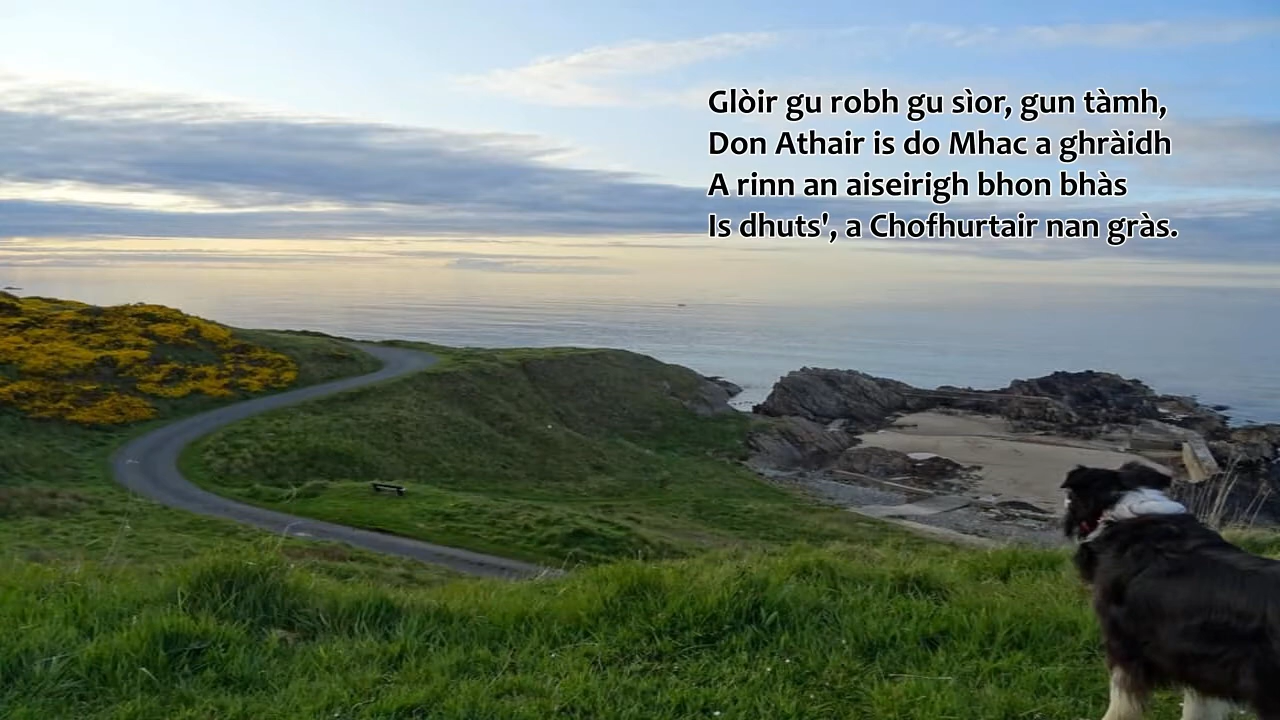 Glòir gu robh gu sìor, gun tàmh,
Don Athair is do Mhac a ghràidh
A rinn an aiseirigh bhon bhàs
Is dhuts', a Chofhurtair nan gràs.